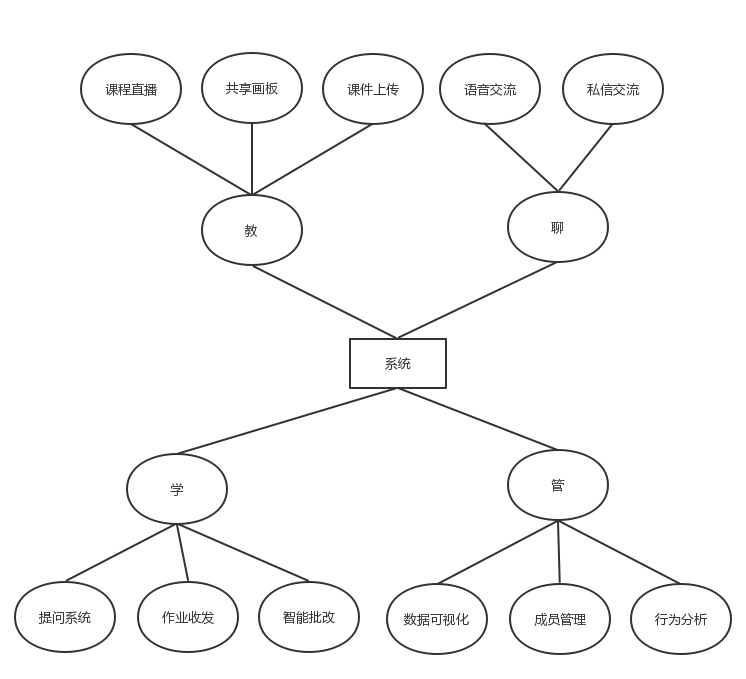 课程直播
共享画板
课件上传
语音交流
私信交流
教
聊
系统
学
管
提问系统
作业收发
智能批改
数据可视化
成员管理
行为分析